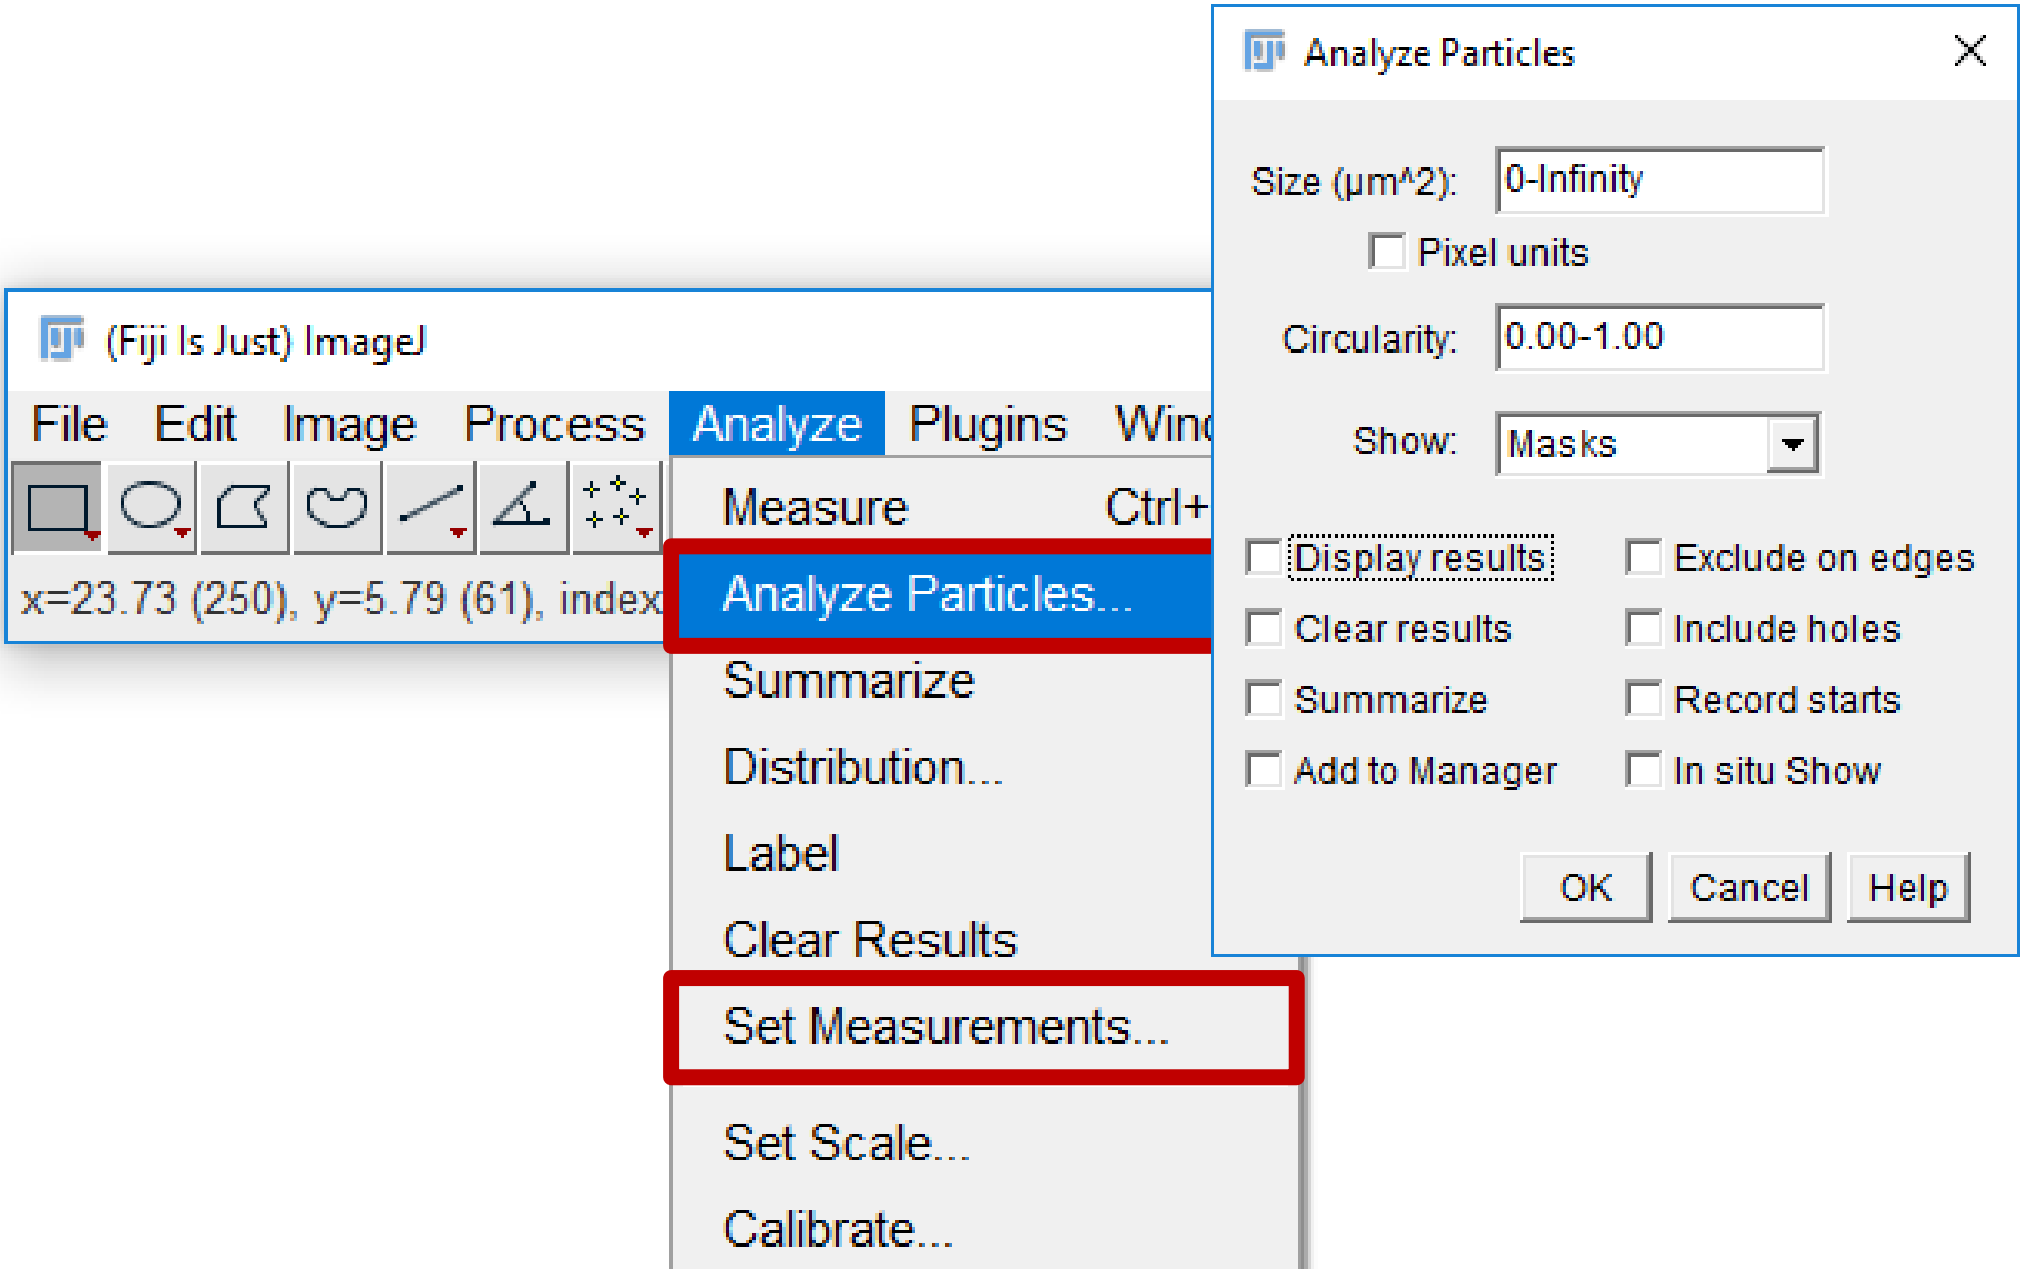 (Fiji Is Just) ImageJ
File Edit Image Process Analyze Plugins
x=23.73 (250), y=5.79 (61), index
Measure Ctrl+
Analyze Particles...
Summarize
Distribution...
Label
Clear Results
Set Measurements...
Set Scale...
Calibrate...
Analyze Particles
Size (µm^2): 0-Infinity
Pixel units
Circularity: 0.00-1.00
Show: Masks
Display results Exclude on edges
Clear results Include holes
Summarize Record starts
Add to Manager In situ Show
OK Cancel Help